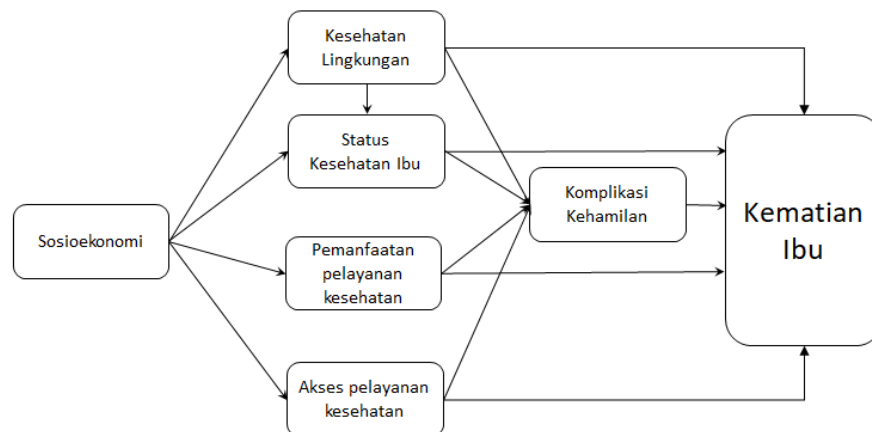 Kesehatan
Lingkungan
Status
Kesehatan Ibu
Komplikasi
Kehamilan
Kematian
Ibu
Sosioekonomi
Pemanfaatan
pelayanan
kesehatan
Akses pelayanan
kesehatan